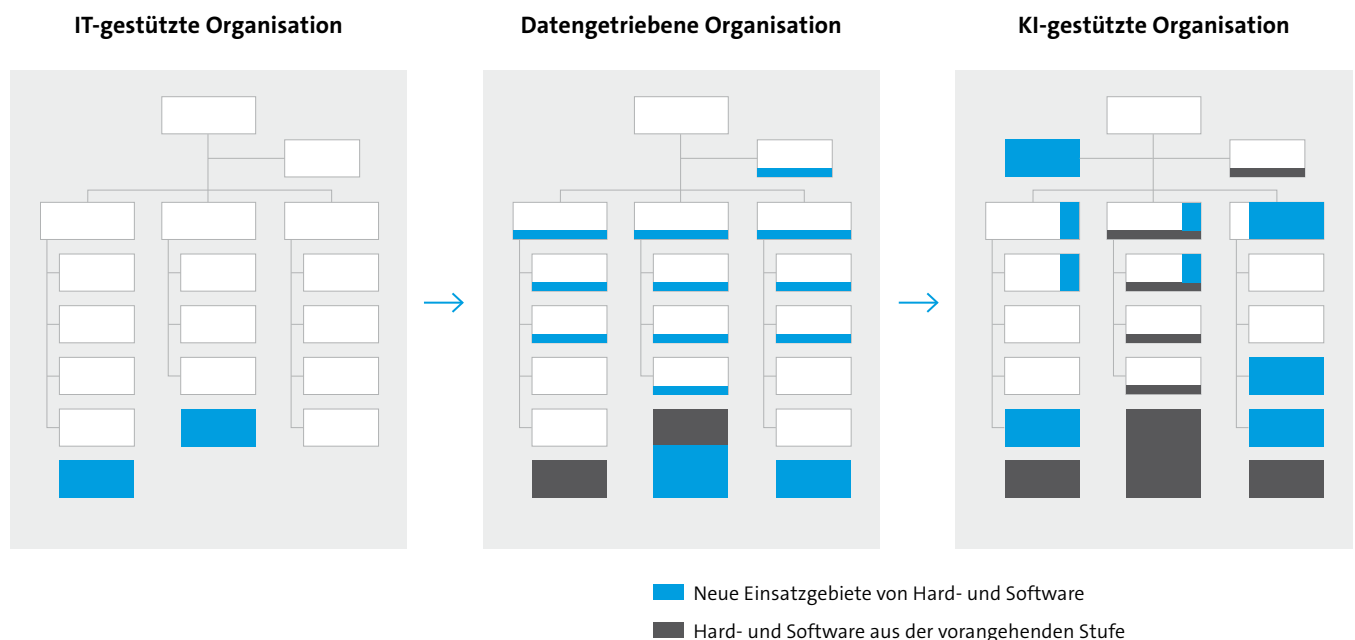 IT-gestützte Organisation
Datengetriebene Organisation
KI-gestützte Organisation
Neue Einsatzgebiete von Hard- und Software
Hard- und Software aus der vorangehenden Stufe